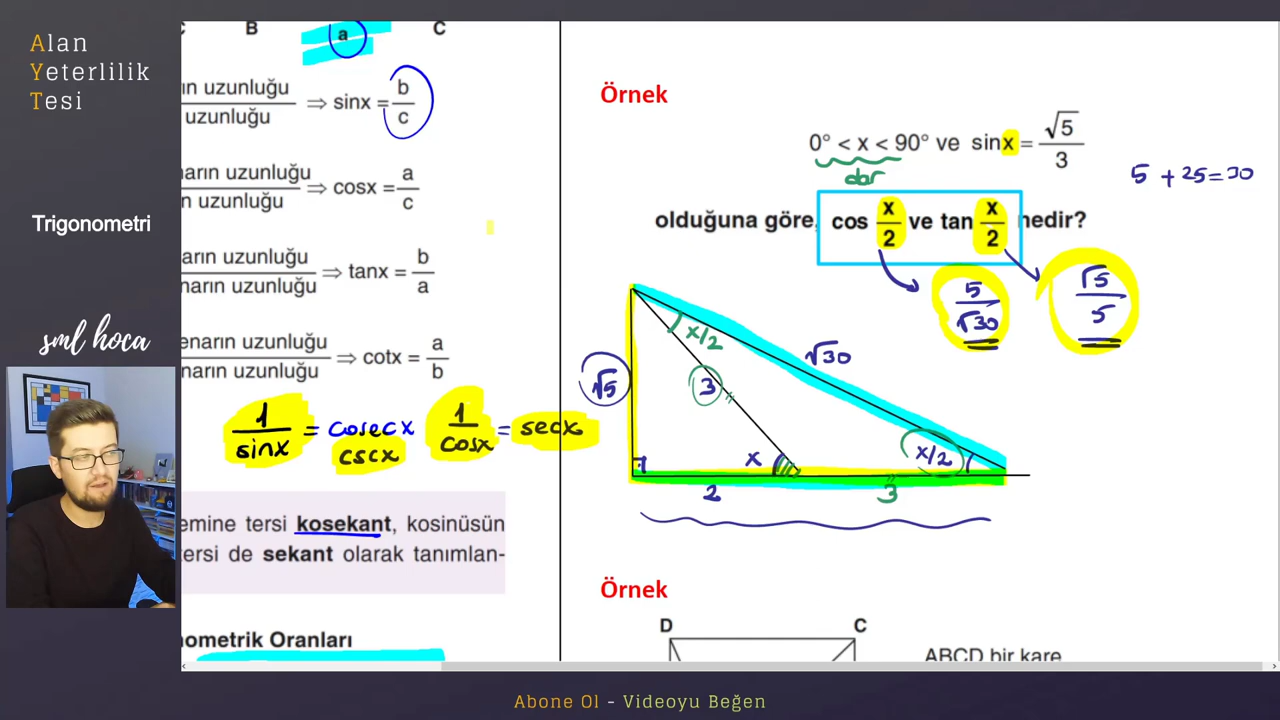 Alan
Yeterlilik
Tesi
Trigonometri
sml hoca
B a C
ın uzunluğu
uzunluğu
⇒ sinx = b/c
narın uzunluğu
ın uzunluğu
⇒ cosx = a/c
ın uzunluğu
narın uzunluğu
⇒ tanx = b/a
enarın uzunluğu
arın uzunluğu
⇒ cotx = a/b
1/sinx = cosecx
cscx
1/cosx = secx
emine tersi kosekant, kosinüsün
ersi de sekant olarak tanımlan-
nometrik Oranları
Örnek
0° < x < 90° ve sinx = √5/3
dar
5 + 25 = 30
olduğuna göre, cos x/2 ve tan x/2 nedir?
5/√30
√5/5
x/2
√30
√5
3
x
x/2
2
3
Örnek
D C
ABCD bir kare
Abone Ol - Videoyu Beğen